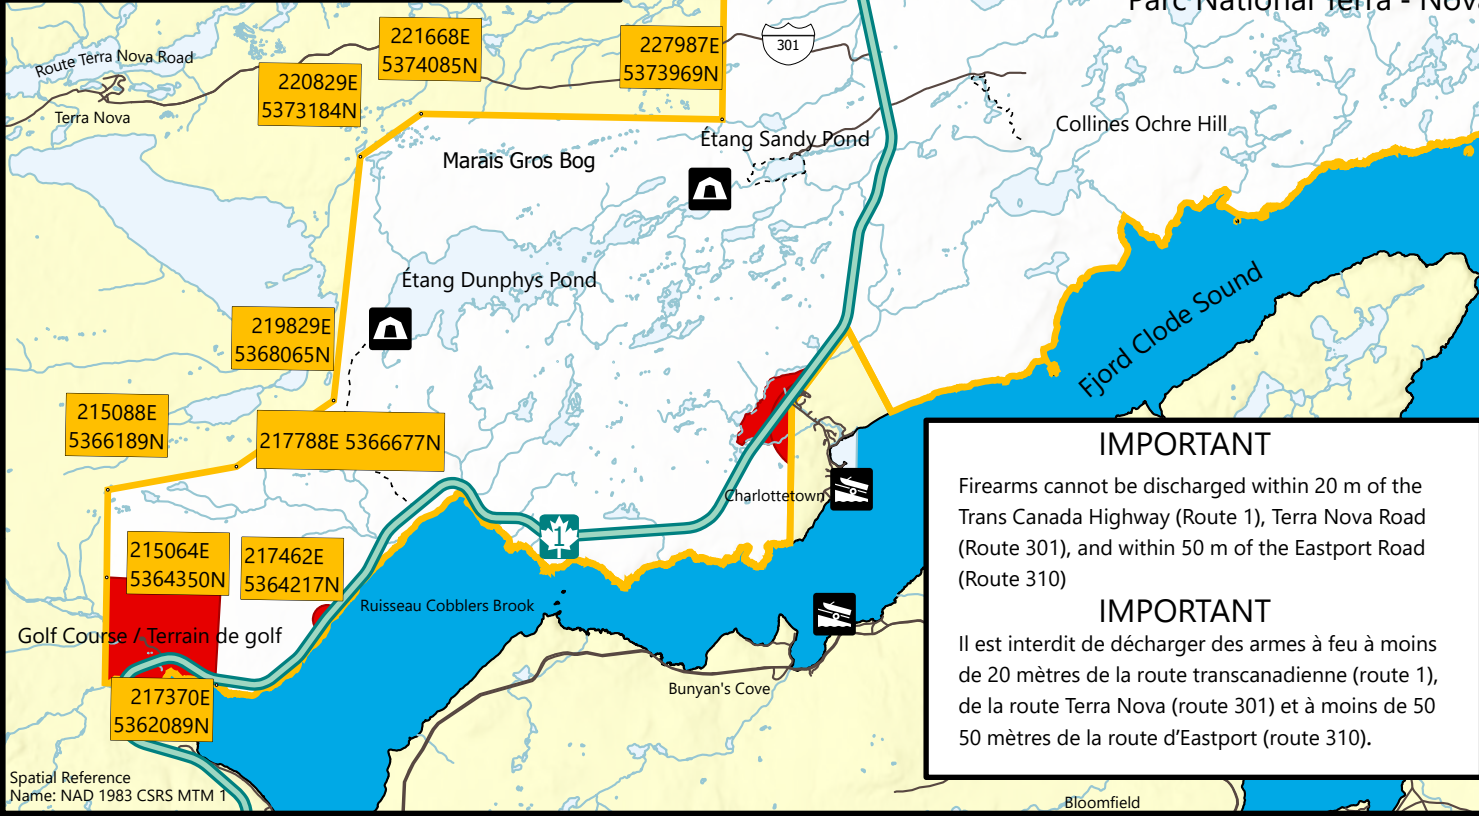 Parc National Terra - Nova
221668E
5374085N
227987E
5373969N
301
Route Terra Nova Road
220829E
5373184N
Terra Nova
Collines Ochre Hill
Étang Sandy Pond
Marais Gros Bog
Étang Dunphys Pond
Fjord Clode Sound
219829E
5368065N
215088E
5366189N
217788E 5366677N
Charlottetown
1
215064E
5364350N
217462E
5364217N
Ruisseau Cobblers Brook
Golf Course / Terrain de golf
217370E
5362089N
Bunyan's Cove
IMPORTANT
Firearms cannot be discharged within 20 m of the
Trans Canada Highway (Route 1), Terra Nova Road
(Route 301), and within 50 m of the Eastport Road
(Route 310)
IMPORTANT
Il est interdit de décharger des armes à feu à moins
de 20 mètres de la route transcanadienne (route 1),
de la route Terra Nova (route 301) et à moins de 50
50 mètres de la route d'Eastport (route 310).
Spatial Reference
Name: NAD 1983 CSRS MTM 1
Bloomfield